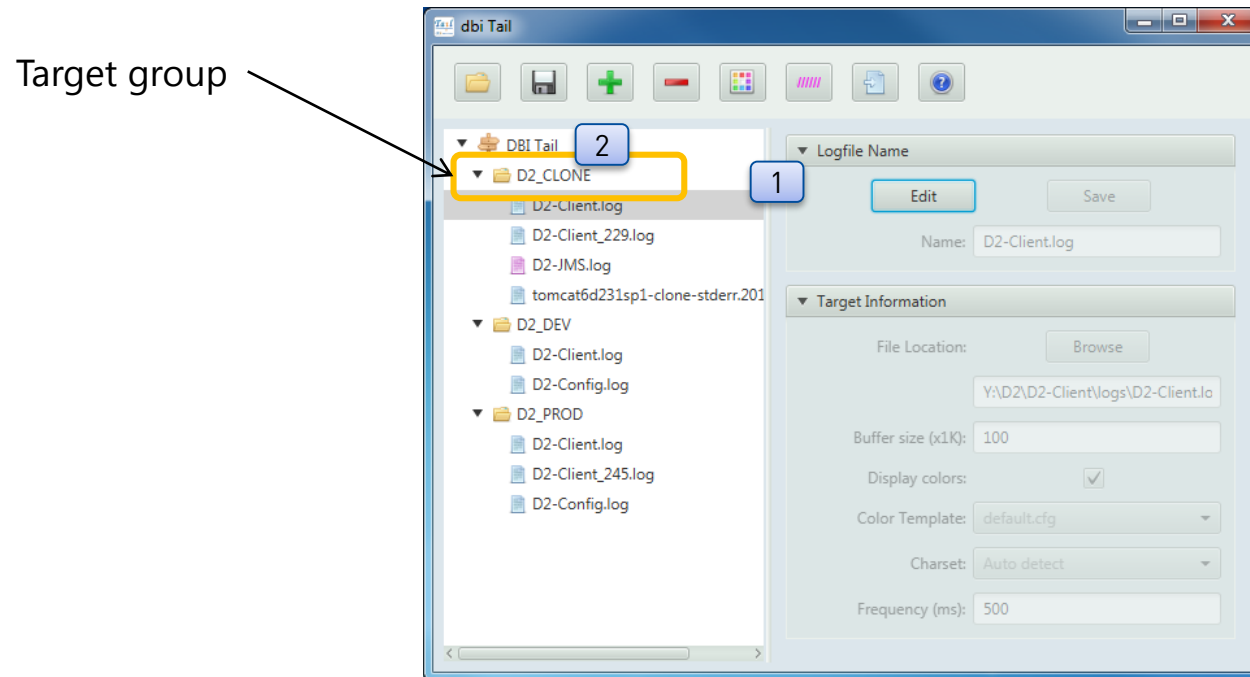 dbi Tail
Target group
DBI Tail
2
D2_CLONE
D2-Client.log
D2-Client_229.log
D2-JMS.log
tomcat6d231sp1-clone-stderr.201
D2_DEV
D2-Client.log
D2-Config.log
D2_PROD
D2-Client.log
D2-Client_245.log
D2-Config.log
1
Logfile Name
Edit Save
Name: D2-Client.log
Target Information
File Location: Browse
Y:\D2\D2-Client\logs\D2-Client.lo
Buffer size (x1K): 100
Display colors:
Color Template: default.cfg
Charset: Auto detect
Frequency (ms): 500